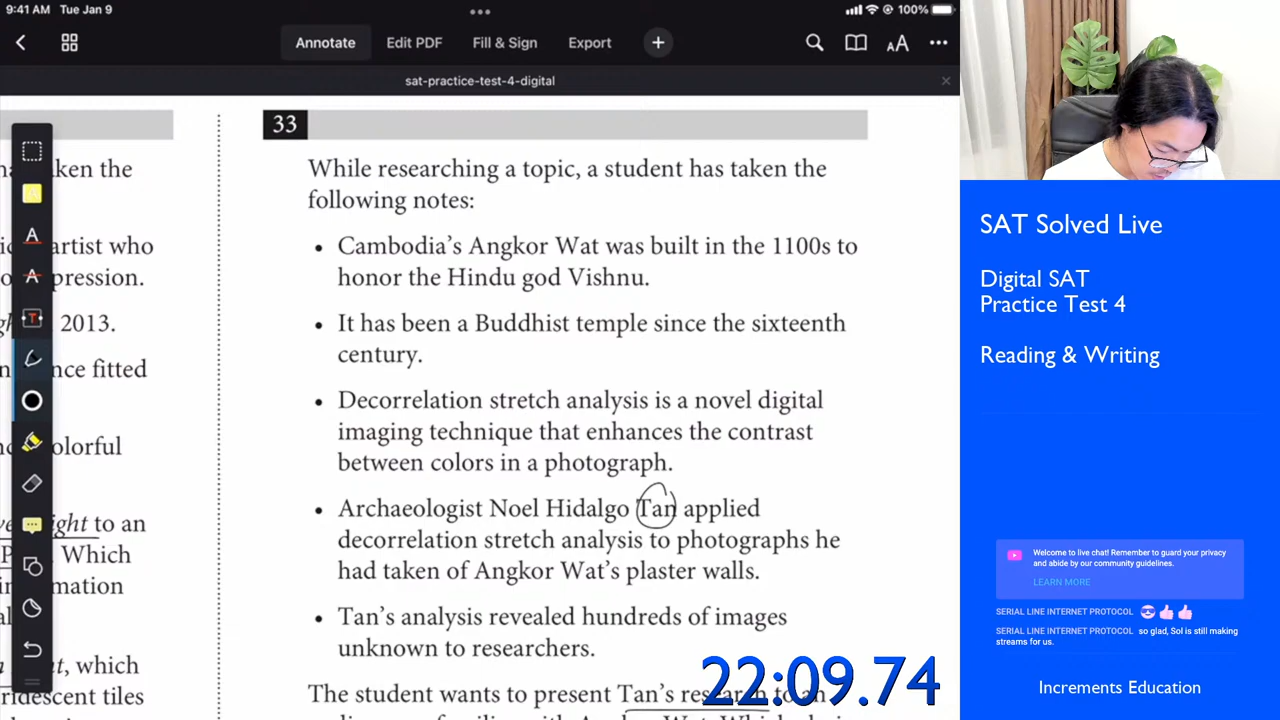 9:41 AM Tue Jan 9
100%
Annotate
Edit PDF
Fill & Sign
Export
AA
sat-practice-test-4-digital
33
aken the
artist who
pression.
2013.
nce fitted
olorful
ight to an
Which
mation
which
ridescent tiles
While researching a topic, a student has taken the
following notes:
• Cambodia's Angkor Wat was built in the 1100s to
honor the Hindu god Vishnu.
• It has been a Buddhist temple since the sixteenth
century.
• Decorrelation stretch analysis is a novel digital
imaging technique that enhances the contrast
between colors in a photograph.
• Archaeologist Noel Hidalgo Tan applied
decorrelation stretch analysis to photographs he
had taken of Angkor Wat's plaster walls.
• Tan's analysis revealed hundreds of images
unknown to researchers.
The student wants to present Tan's research to an
22:09.74
SAT Solved Live
Digital SAT
Practice Test 4
Reading & Writing
Welcome to live chat! Remember to guard your privacy
and abide by our community guidelines.
LEARN MORE
SERIAL LINE INTERNET PROTOCOL
SERIAL LINE INTERNET PROTOCOL so glad, Sol is still making
streams for us.
Increments Education